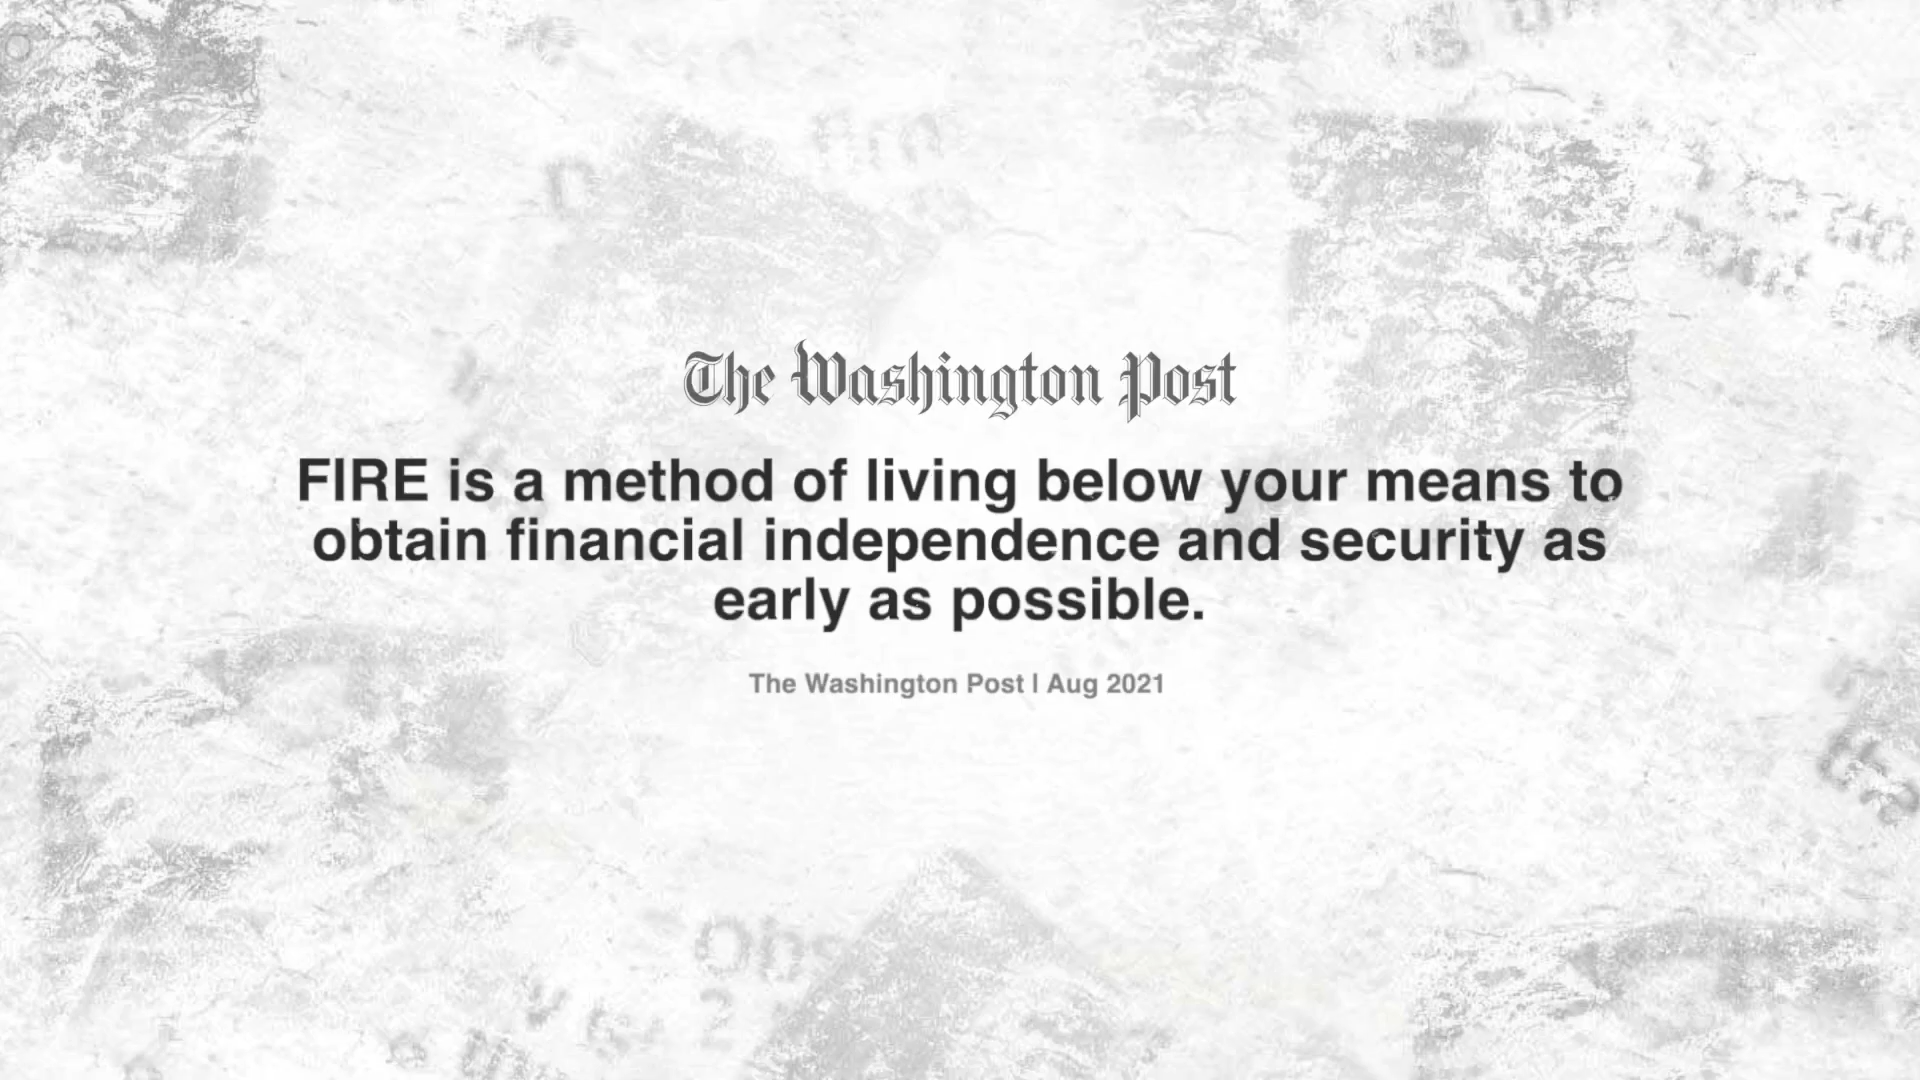 The Washington Post
FIRE is a method of living below your means to
obtain financial independence and security as
early as possible.
The Washington Post | Aug 2021